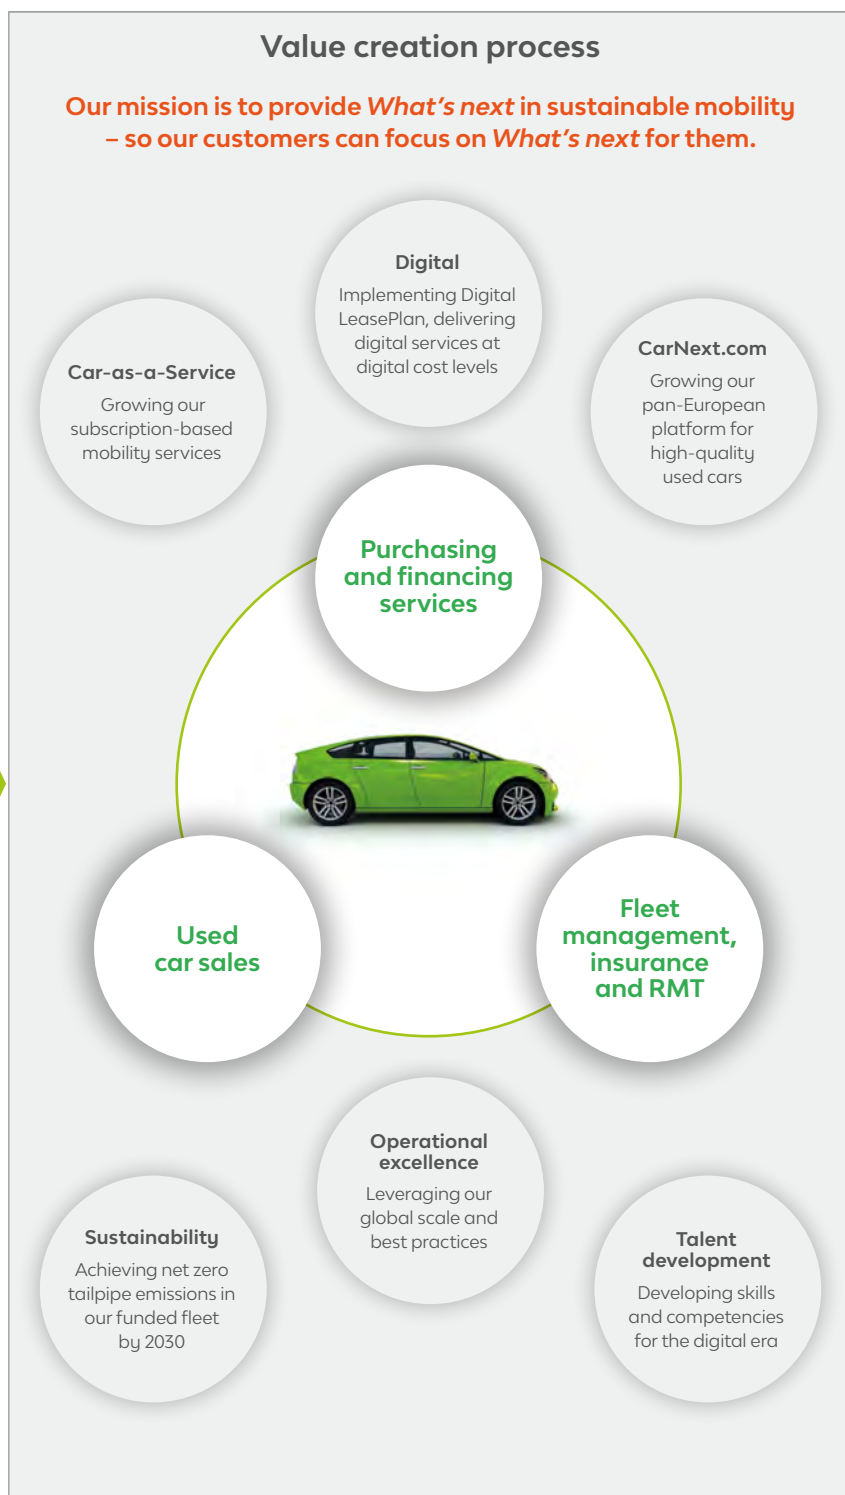 Value creation process
Our mission is to provide What's next in sustainable mobility
– so our customers can focus on What's next for them.
Digital
Implementing Digital
LeasePlan, delivering
digital services at
digital cost levels
Car-as-a-Service
Growing our
subscription-based
mobility services
CarNext.com
Growing our
pan-European
platform for
high-quality
used cars
Purchasing
and financing
services
Used
car sales
Fleet
management,
insurance
and RMT
Operational
excellence
Leveraging our
global scale and
best practices
Sustainability
Achieving net zero
tailpipe emissions in
our funded fleet
by 2030
Talent
development
Developing skills
and competencies
for the digital era